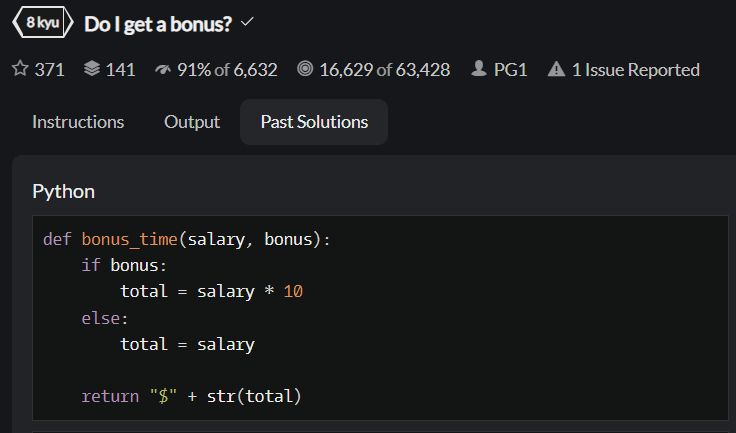 8 kyu Do I get a bonus?
371 141 91% of 6,632 16,629 of 63,428 PG1 1 Issue Reported
Instructions Output Past Solutions
Python
def bonus_time(salary, bonus):
    if bonus:
        total = salary * 10
    else:
        total = salary
    return "$" + str(total)